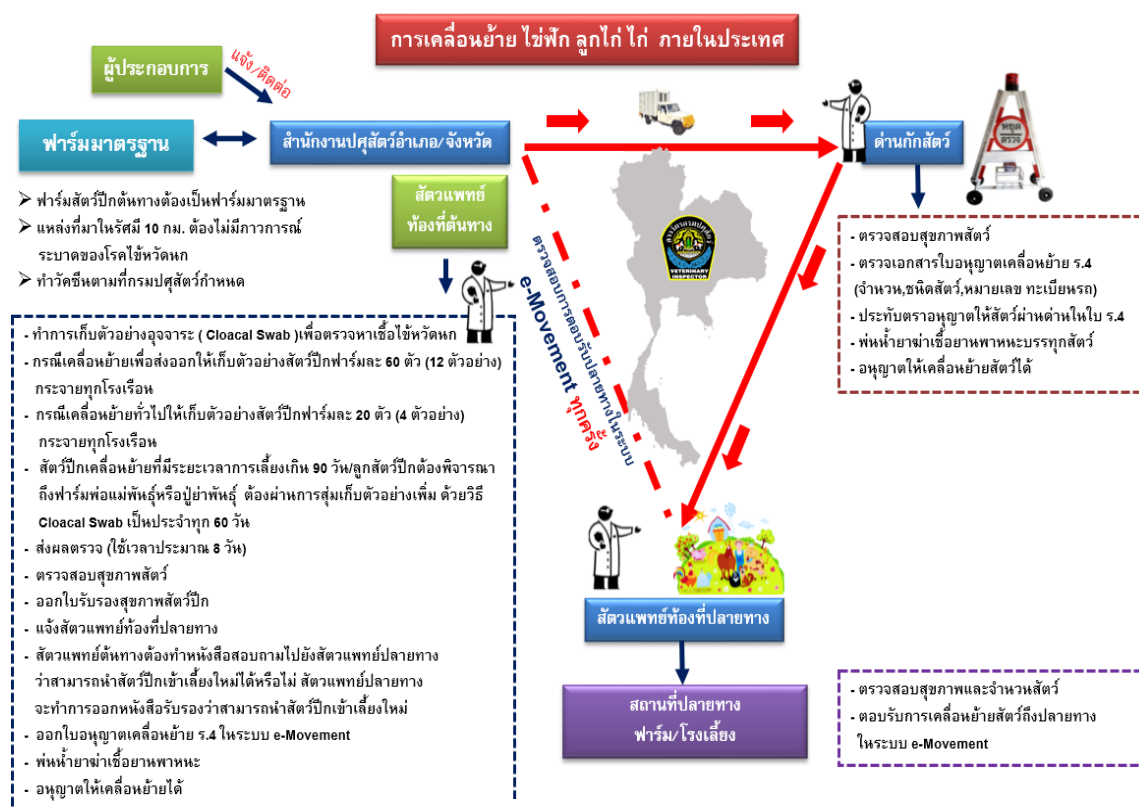 การเคลื่อนย้าย ไข่ฟัก ลูกไก่ ไก่ ภายในประเทศ
ผู้ประกอบการ
แจ้ง/ติดต่อ
ฟาร์มมาตรฐาน
สำนักงานปศุสัตว์อำเภอ/จังหวัด
ด่านกักสัตว์
หยุด
ตรวจ
➢ ฟาร์มสัตว์ปีกต้นทางต้องเป็นฟาร์มมาตรฐาน
➢ แหล่งที่มาในรัศมี 10 กม. ต้องไม่มีภาวการณ์
ระบาดของโรคไข้หวัดนก
➢ ทำวัคซีนตามที่กรมปศุสัตว์กำหนด
สัตวแพทย์
ท้องที่ต้นทาง
- ทำการเก็บตัวอย่างอุจจาระ ( Cloacal Swab )เพื่อตรวจหาเชื้อไข้หวัดนก
- กรณีเคลื่อนย้ายเพื่อส่งออกให้เก็บตัวอย่างสัตว์ปีกฟาร์มละ 60 ตัว (12 ตัวอย่าง)
กระจายทุกโรงเรือน
- กรณีเคลื่อนย้ายทั่วไปให้เก็บตัวอย่างสัตว์ปีกฟาร์มละ 20 ตัว (4 ตัวอย่าง)
กระจายทุกโรงเรือน
- สัตว์ปีกเคลื่อนย้ายที่มีระยะเวลาการเลี้ยงเกิน 90 วัน/ลูกสัตว์ปีกต้องพิจารณา
ถึงฟาร์มพ่อแม่พันธุ์หรือปู่ย่าพันธุ์ ต้องผ่านการสุ่มเก็บตัวอย่างเพิ่ม ด้วยวิธี
Cloacal Swab เป็นประจำทุก 60 วัน
- ส่งผลตรวจ (ใช้เวลาประมาณ 8 วัน)
- ตรวจสอบสุขภาพสัตว์
- ออกใบรับรองสุขภาพสัตว์ปีก
- แจ้งสัตวแพทย์ท้องที่ปลายทาง
- สัตวแพทย์ต้นทางต้องทำหนังสือสอบถามไปยังสัตวแพทย์ปลายทาง
ว่าสามารถนำสัตว์ปีกเข้าเลี้ยงใหม่ได้หรือไม่ สัตวแพทย์ปลายทาง
จะทำการออกหนังสือรับรองว่าสามารถนำสัตว์ปีกเข้าเลี้ยงใหม่
- ออกใบอนุญาตเคลื่อนย้าย ร.4 ในระบบ e-Movement
- พ่นน้ำยาฆ่าเชื้อยานพาหนะ
- อนุญาตให้เคลื่อนย้ายได้
ตรวจสอบการตอบรับปลายทางในระบบ
e-Movement ทุกครั้ง
สารวัตรกรมปศุสัตว์
VETERINARY
INSPECTOR
- ตรวจสอบสุขภาพสัตว์
- ตรวจเอกสารใบอนุญาตเคลื่อนย้าย ร.4
(จำนวน,ชนิดสัตว์,หมายเลข ทะเบียนรถ)
- ประทับตราอนุญาตให้สัตว์ผ่านด่านในใบ ร.4
- พ่นน้ำยาฆ่าเชื้อยานพาหนะบรรทุกสัตว์
- อนุญาตให้เคลื่อนย้ายสัตว์ได้
สัตวแพทย์ท้องที่ปลายทาง
สถานที่ปลายทาง
ฟาร์ม/โรงเลี้ยง
- ตรวจสอบสุขภาพและจำนวนสัตว์
- ตอบรับการเคลื่อนย้ายสัตว์ถึงปลายทาง
ในระบบ e-Movement